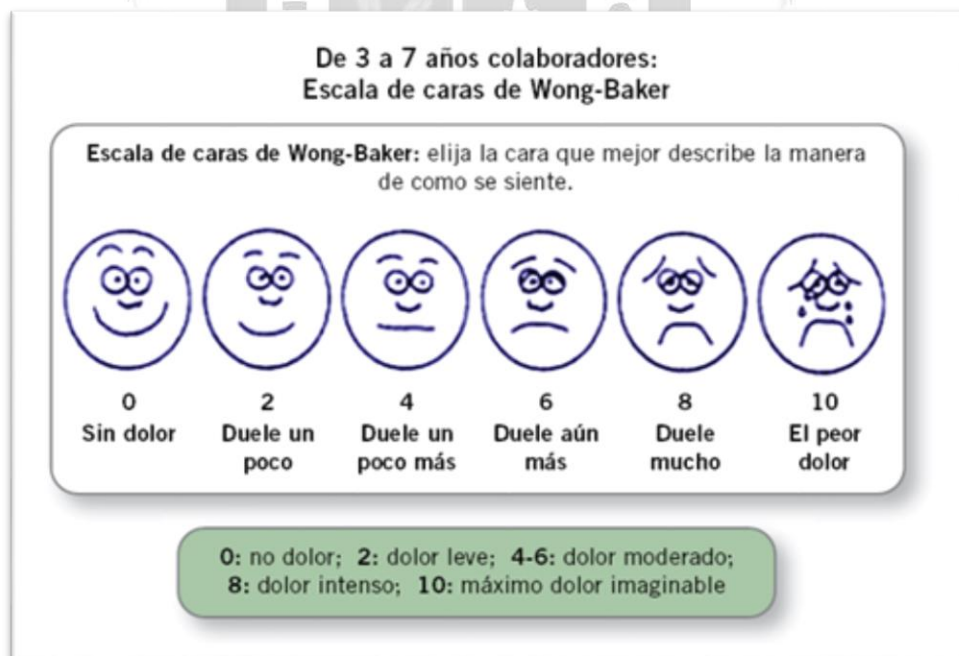 De 3 a 7 años colaboradores:
Escala de caras de Wong-Baker
Escala de caras de Wong-Baker: elija la cara que mejor describe la manera
de como se siente.
0 2 4 6 8 10
Sin dolor Duele un Duele un Duele aún Duele El peor
poco poco más más mucho dolor
0: no dolor; 2: dolor leve; 4-6: dolor moderado;
8: dolor intenso; 10: máximo dolor imaginable